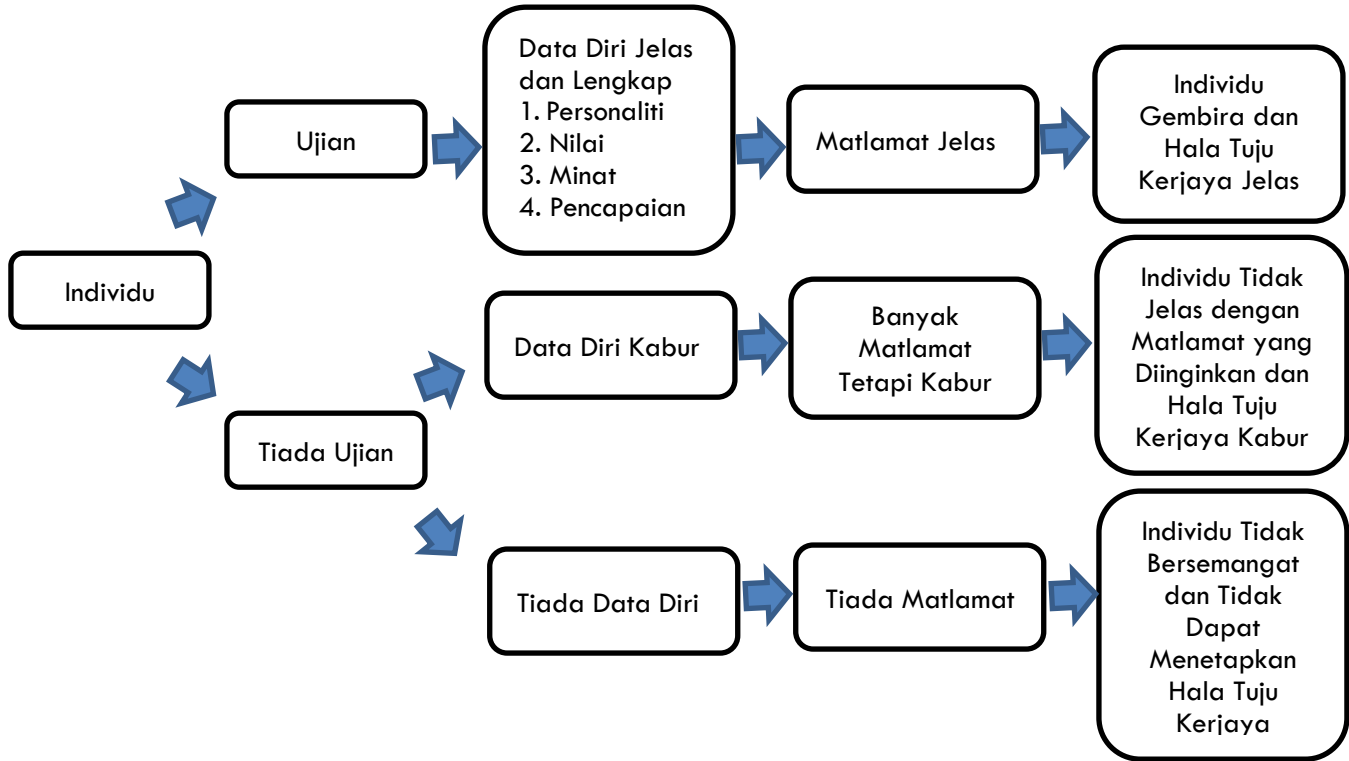 Individu
Ujian
Data Diri Jelas
dan Lengkap
1. Personaliti
2. Nilai
3. Minat
4. Pencapaian
Matlamat Jelas
Individu
Gembira dan
Hala Tuju
Kerjaya Jelas
Tiada Ujian
Data Diri Kabur
Banyak
Matlamat
Tetapi Kabur
Individu Tidak
Jelas dengan
Matlamat yang
Diinginkan dan
Hala Tuju
Kerjaya Kabur
Tiada Data Diri
Tiada Matlamat
Individu Tidak
Bersemangat
dan Tidak
Dapat
Menetapkan
Hala Tuju
Kerjaya